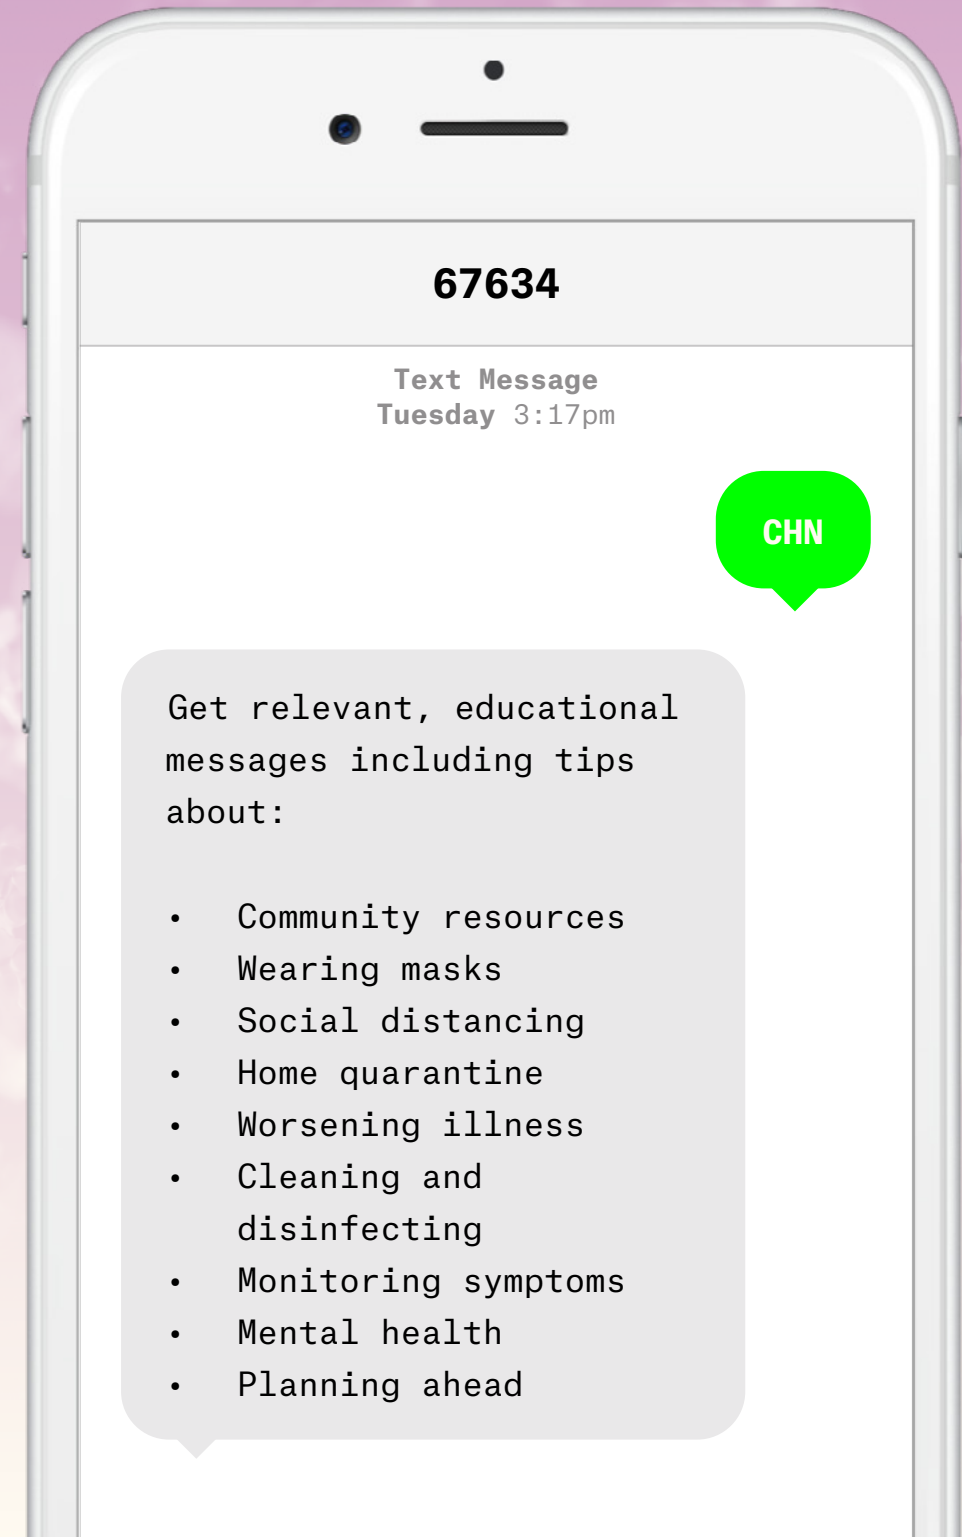 67634
Text Message
Tuesday 3:17pm
CHN
Get relevant, educational
messages including tips
about:
• Community resources
• Wearing masks
• Social distancing
• Home quarantine
• Worsening illness
• Cleaning and
disinfecting
• Monitoring symptoms
• Mental health
• Planning ahead